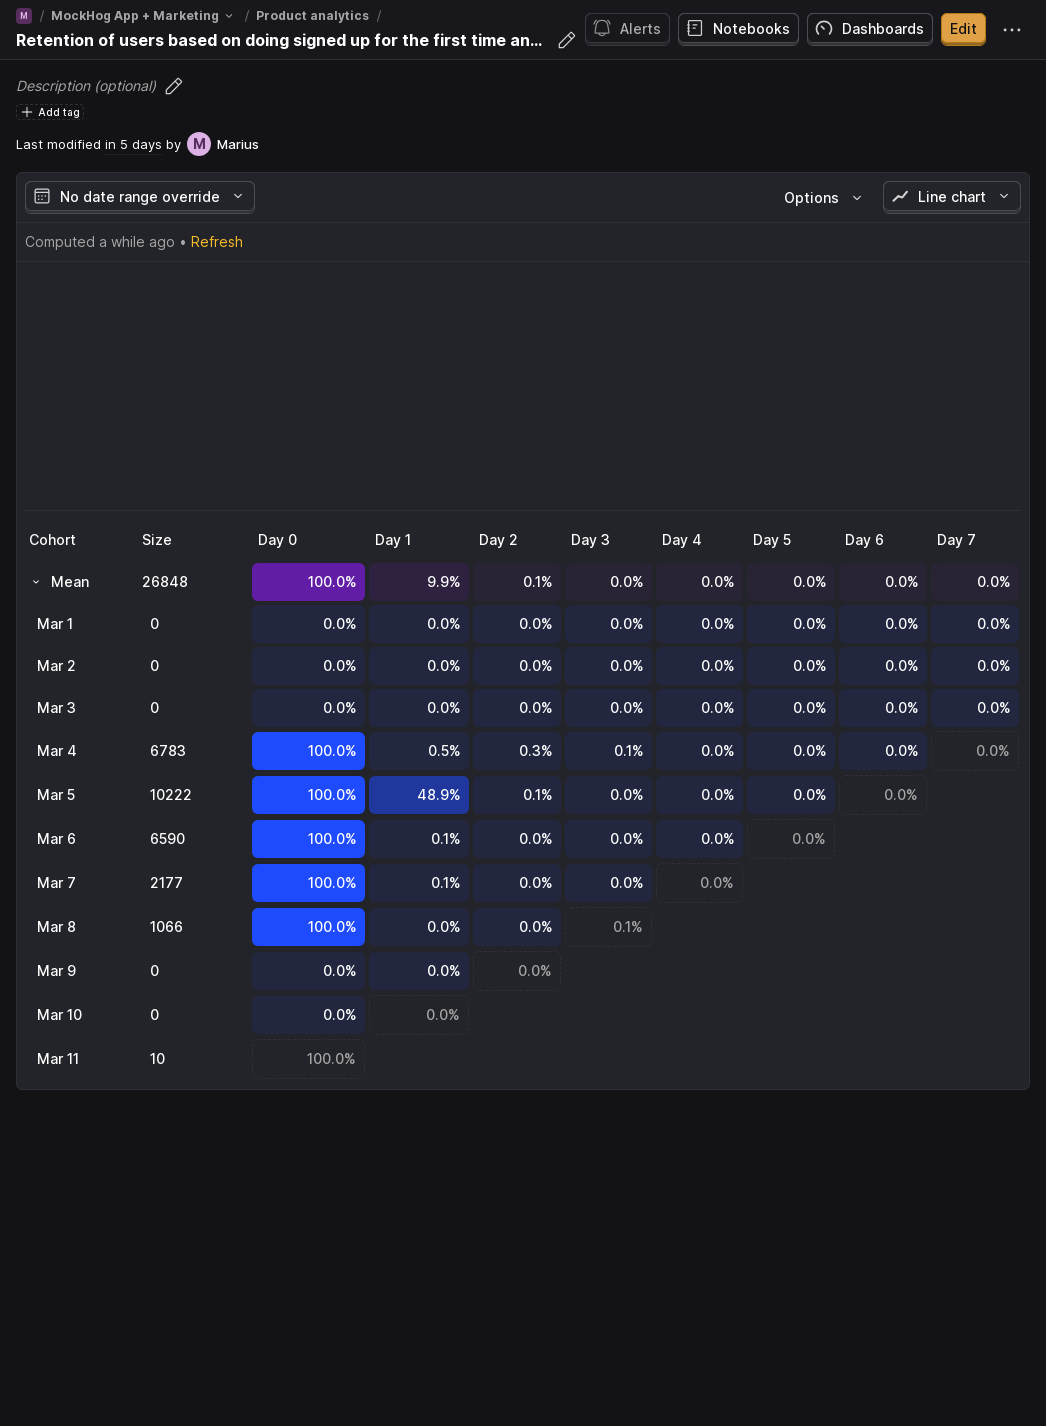 M / MockHog App + Marketing / Product analytics /
Retention of users based on doing signed up for the first time an...
Alerts Notebooks Dashboards Edit
Description (optional)
Add tag
Last modified in 5 days by M Marius
No date range override Options Line chart
Computed a while ago • Refresh
Cohort Size Day 0 Day 1 Day 2 Day 3 Day 4 Day 5 Day 6 Day 7
Mean 26848 100.0% 9.9% 0.1% 0.0% 0.0% 0.0% 0.0% 0.0%
Mar 1 0 0.0% 0.0% 0.0% 0.0% 0.0% 0.0% 0.0% 0.0%
Mar 2 0 0.0% 0.0% 0.0% 0.0% 0.0% 0.0% 0.0% 0.0%
Mar 3 0 0.0% 0.0% 0.0% 0.0% 0.0% 0.0% 0.0% 0.0%
Mar 4 6783 100.0% 0.5% 0.3% 0.1% 0.0% 0.0% 0.0% 0.0%
Mar 5 10222 100.0% 48.9% 0.1% 0.0% 0.0% 0.0% 0.0%
Mar 6 6590 100.0% 0.1% 0.0% 0.0% 0.0% 0.0%
Mar 7 2177 100.0% 0.1% 0.0% 0.0% 0.0%
Mar 8 1066 100.0% 0.0% 0.0% 0.1%
Mar 9 0 0.0% 0.0% 0.0%
Mar 10 0 0.0% 0.0%
Mar 11 10 100.0%